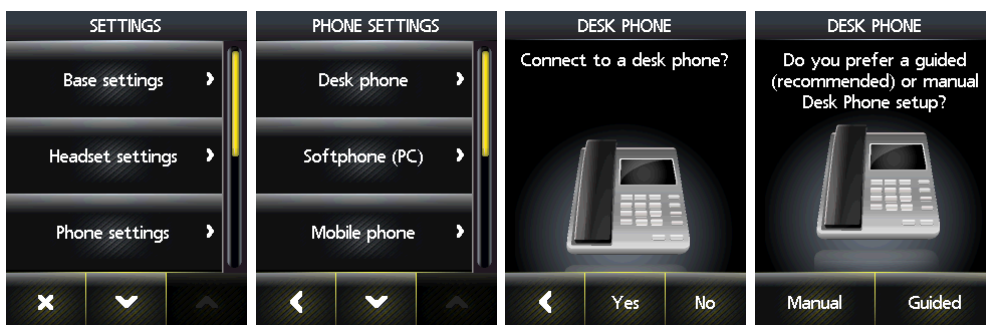 SETTINGS
Base settings
Headset settings
Phone settings
PHONE SETTINGS
Desk phone
Softphone (PC)
Mobile phone
DESK PHONE
Connect to a desk phone?
Yes
No
DESK PHONE
Do you prefer a guided
(recommended) or manual
Desk Phone setup?
Manual
Guided